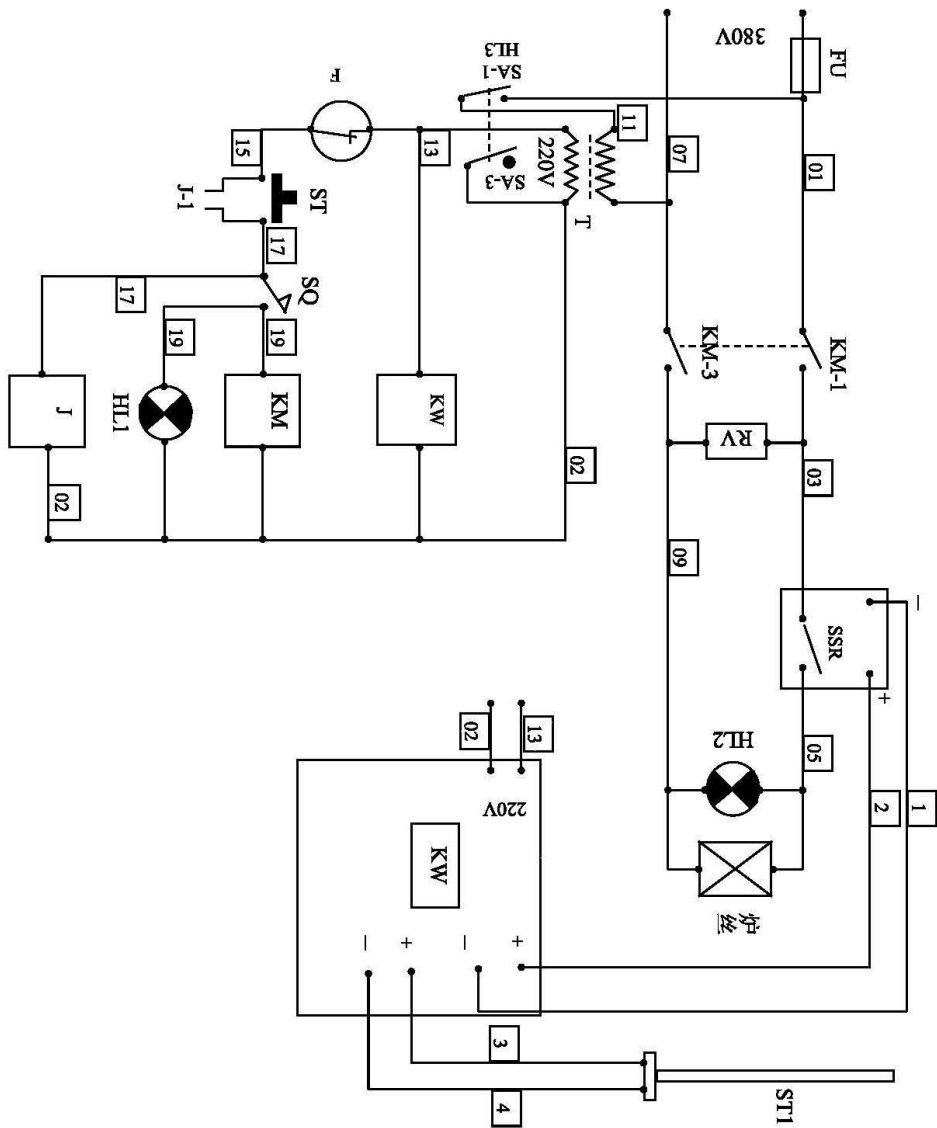 380V
FU
HL3
SA-1
F
11
15
13
220V
07
01
SA-3
J-1
ST
T
17
17
SQ
19
19
KM-3
KM-1
J
HL1
KM
KW
RV
02
02
03
09
−
SSR
+
02
13
HL2
05
220V
2
1
KW
炉丝
−
+
−
+
3
4
ST1